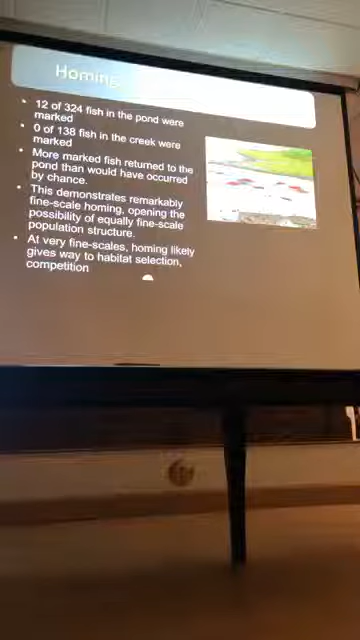 Homing
• 12 of 324 fish in the pond were
marked
• 0 of 138 fish in the creek were
marked
• More marked fish returned to the
pond than would have occurred
by chance.
• This demonstrates remarkably
fine-scale homing, opening the
possibility of equally fine-scale
population structure.
• At very fine-scales, homing likely
gives way to habitat selection,
competition